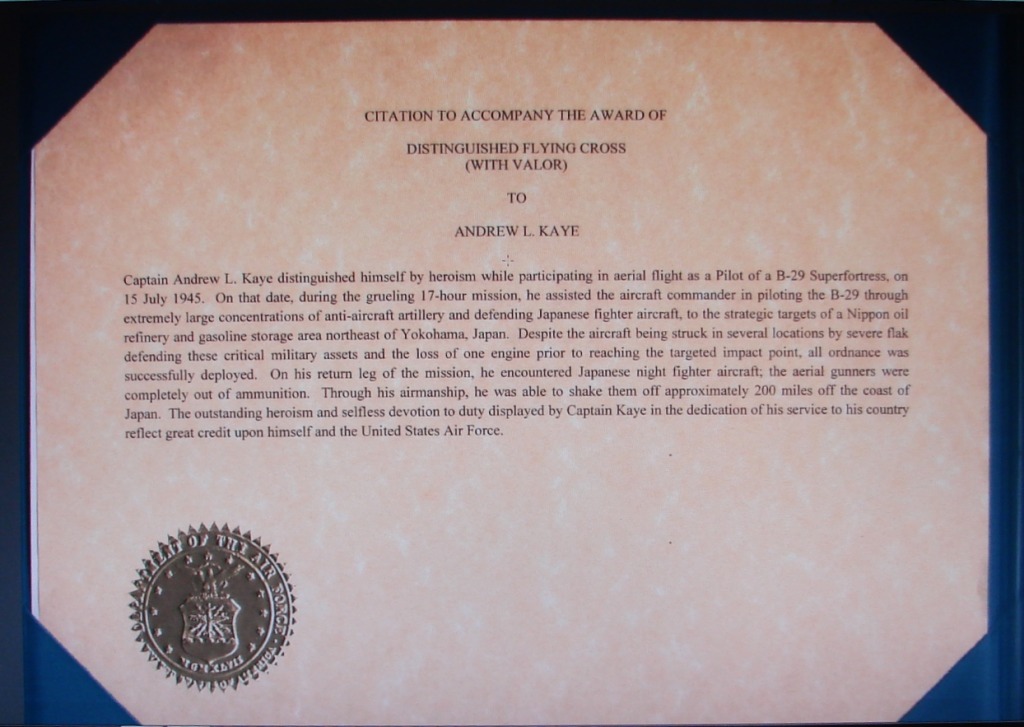 CITATION TO ACCOMPANY THE AWARD OF
DISTINGUISHED FLYING CROSS
(WITH VALOR)
TO
ANDREW L. KAYE
Captain Andrew L. Kaye distinguished himself by heroism while participating in aerial flight as a Pilot of a B-29 Superfortress, on
15 July 1945. On that date, during the grueling 17-hour mission, he assisted the aircraft commander in piloting the B-29 through
extremely large concentrations of anti-aircraft artillery and defending Japanese fighter aircraft, to the strategic targets of a Nippon oil
refinery and gasoline storage area northeast of Yokohama, Japan. Despite the aircraft being struck in several locations by severe flak
defending these critical military assets and the loss of one engine prior to reaching the targeted impact point, all ordnance was
successfully deployed. On his return leg of the mission, he encountered Japanese night fighter aircraft; the aerial gunners were
completely out of ammunition. Through his airmanship, he was able to shake them off approximately 200 miles off the coast of
Japan. The outstanding heroism and selfless devotion to duty displayed by Captain Kaye in the dedication of his service to his country
reflect great credit upon himself and the United States Air Force.
DEPARTMENT OF THE AIR FORCE
MCMXLVII